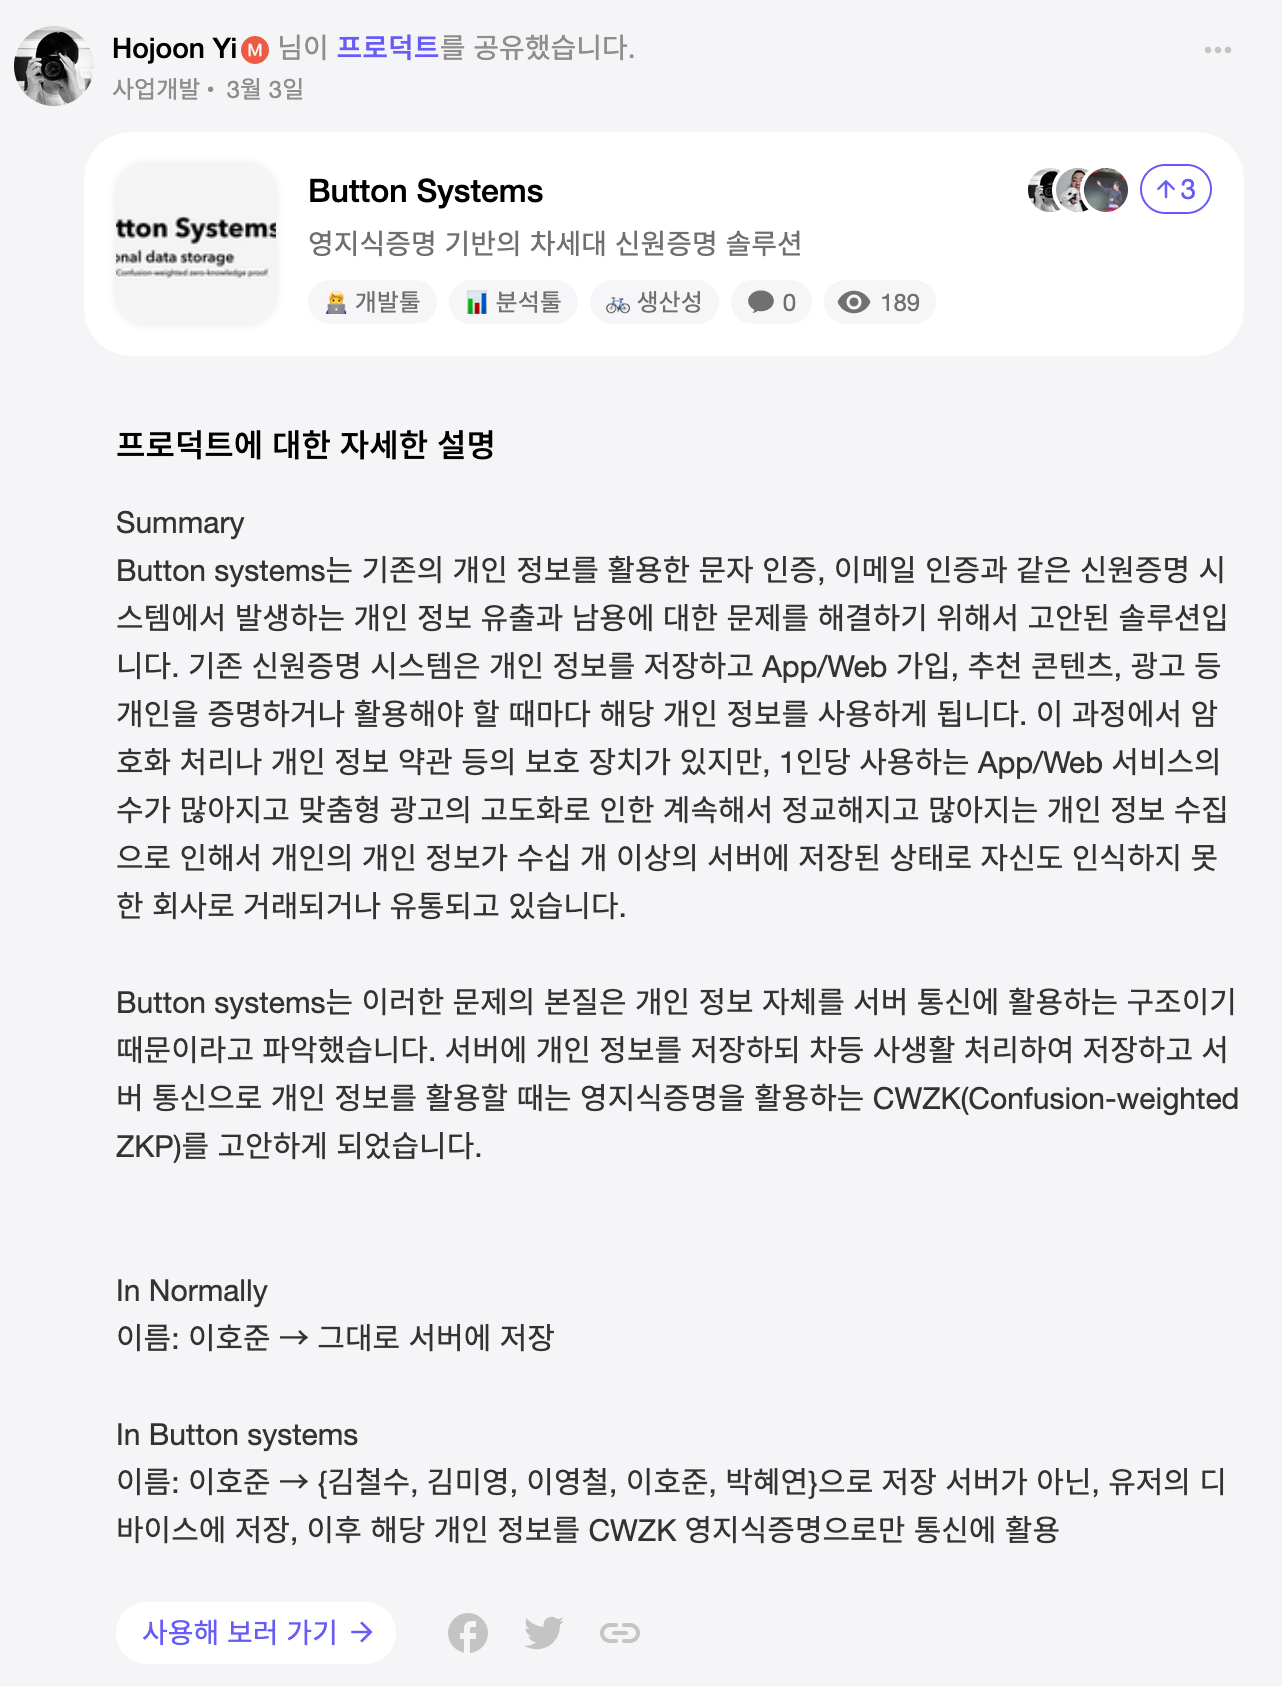 Hojoon Yi M 님이 프로덕트를 공유했습니다.
사업개발 • 3월 3일
tton Systems
onal data storage
Confusion-weighted zero-knowledge proof
Button Systems
↑3
영지식증명 기반의 차세대 신원증명 솔루션
개발툴 분석툴 생산성 0 189
프로덕트에 대한 자세한 설명
Summary
Button systems는 기존의 개인 정보를 활용한 문자 인증, 이메일 인증과 같은 신원증명 시
스템에서 발생하는 개인 정보 유출과 남용에 대한 문제를 해결하기 위해서 고안된 솔루션입
니다. 기존 신원증명 시스템은 개인 정보를 저장하고 App/Web 가입, 추천 콘텐츠, 광고 등
개인을 증명하거나 활용해야 할 때마다 해당 개인 정보를 사용하게 됩니다. 이 과정에서 암
호화 처리나 개인 정보 약관 등의 보호 장치가 있지만, 1인당 사용하는 App/Web 서비스의
수가 많아지고 맞춤형 광고의 고도화로 인한 계속해서 정교해지고 많아지는 개인 정보 수집
으로 인해서 개인의 개인 정보가 수십 개 이상의 서버에 저장된 상태로 자신도 인식하지 못
한 회사로 거래되거나 유통되고 있습니다.
Button systems는 이러한 문제의 본질은 개인 정보 자체를 서버 통신에 활용하는 구조이기
때문이라고 파악했습니다. 서버에 개인 정보를 저장하되 차등 사생활 처리하여 저장하고 서
버 통신으로 개인 정보를 활용할 때는 영지식증명을 활용하는 CWZK(Confusion-weighted
ZKP)를 고안하게 되었습니다.
In Normally
이름: 이호준 → 그대로 서버에 저장
In Button systems
이름: 이호준 → {김철수, 김미영, 이영철, 이호준, 박혜연}으로 저장 서버가 아닌, 유저의 디
바이스에 저장, 이후 해당 개인 정보를 CWZK 영지식증명으로만 통신에 활용
사용해 보러 가기 →